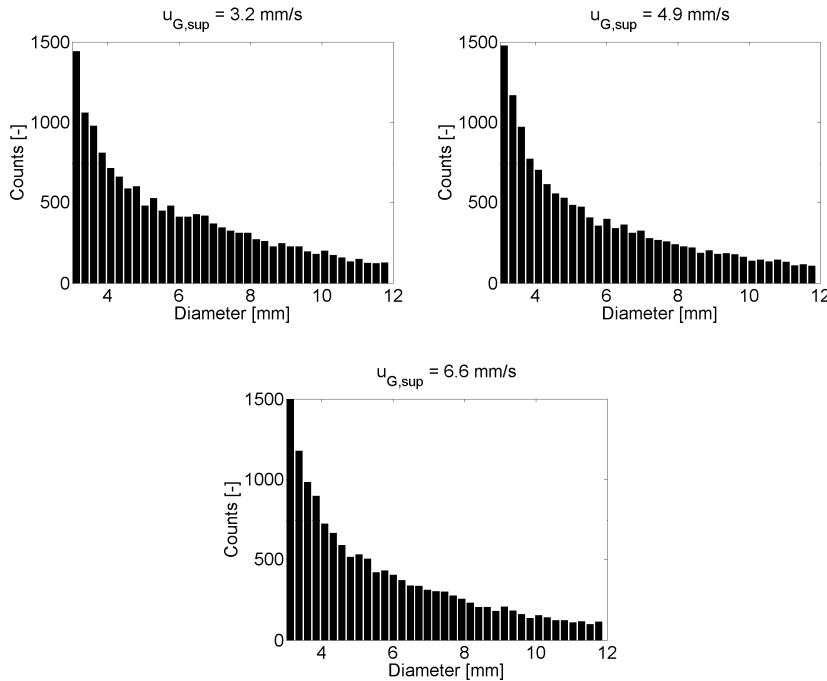 u_G,sup = 3.2 mm/s
1500
1000
500
0
Counts [-]
4 6 8 10 12
Diameter [mm]
u_G,sup = 4.9 mm/s
1500
1000
500
0
Counts [-]
4 6 8 10 12
Diameter [mm]
u_G,sup = 6.6 mm/s
1500
1000
500
0
Counts [-]
4 6 8 10 12
Diameter [mm]